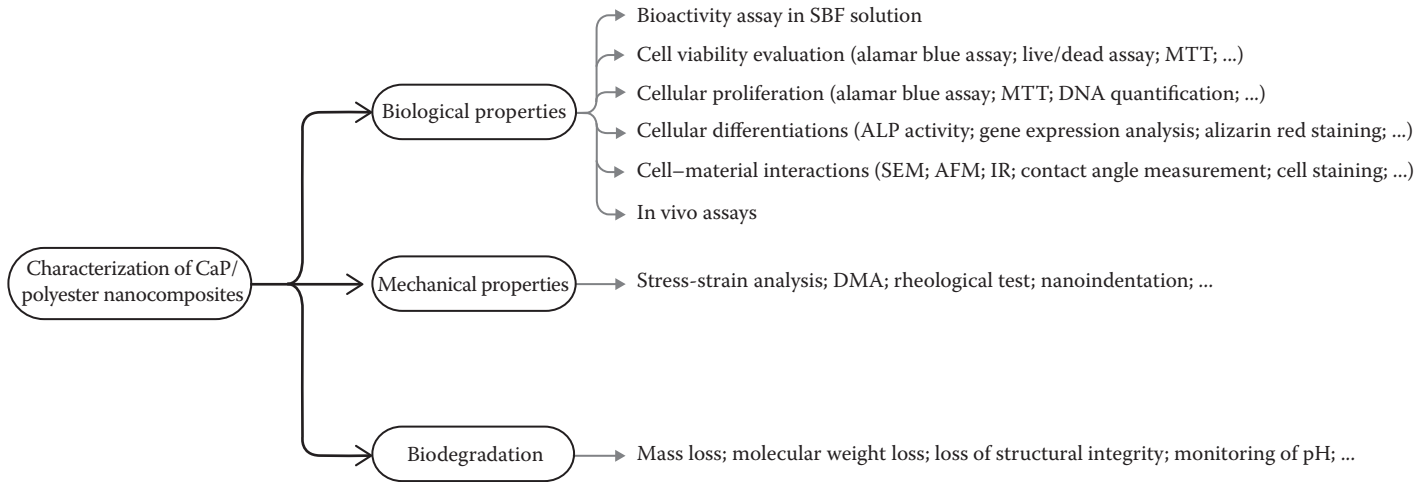 Bioactivity assay in SBF solution
Cell viability evaluation (alamar blue assay; live/dead assay; MTT; ...)
Biological properties
Cellular proliferation (alamar blue assay; MTT; DNA quantification; ...)
Cellular differentiations (ALP activity; gene expression analysis; alizarin red staining; ...)
Cell–material interactions (SEM; AFM; IR; contact angle measurement; cell staining; ...)
In vivo assays
Characterization of CaP/
polyester nanocomposites
Mechanical properties
Stress-strain analysis; DMA; rheological test; nanoindentation; ...
Biodegradation
Mass loss; molecular weight loss; loss of structural integrity; monitoring of pH; ...